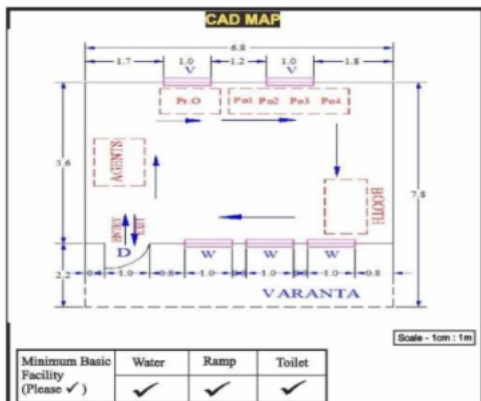 CAD MAP
6.8
1.7 1.0 1.2 1.0 1.8
V V
Pr.O Po1 Po2 Po3 Po4
AGENTS
3.6
7.8
BOOTH
ENTRY EXIT
D W W W
2.2
1.0 0.8 1.0 1.0 1.0 0.8
VARANTA
Scale - 1cm : 1m
Minimum Basic Facility (Please ✓) Water Ramp Toilet
✓ ✓ ✓